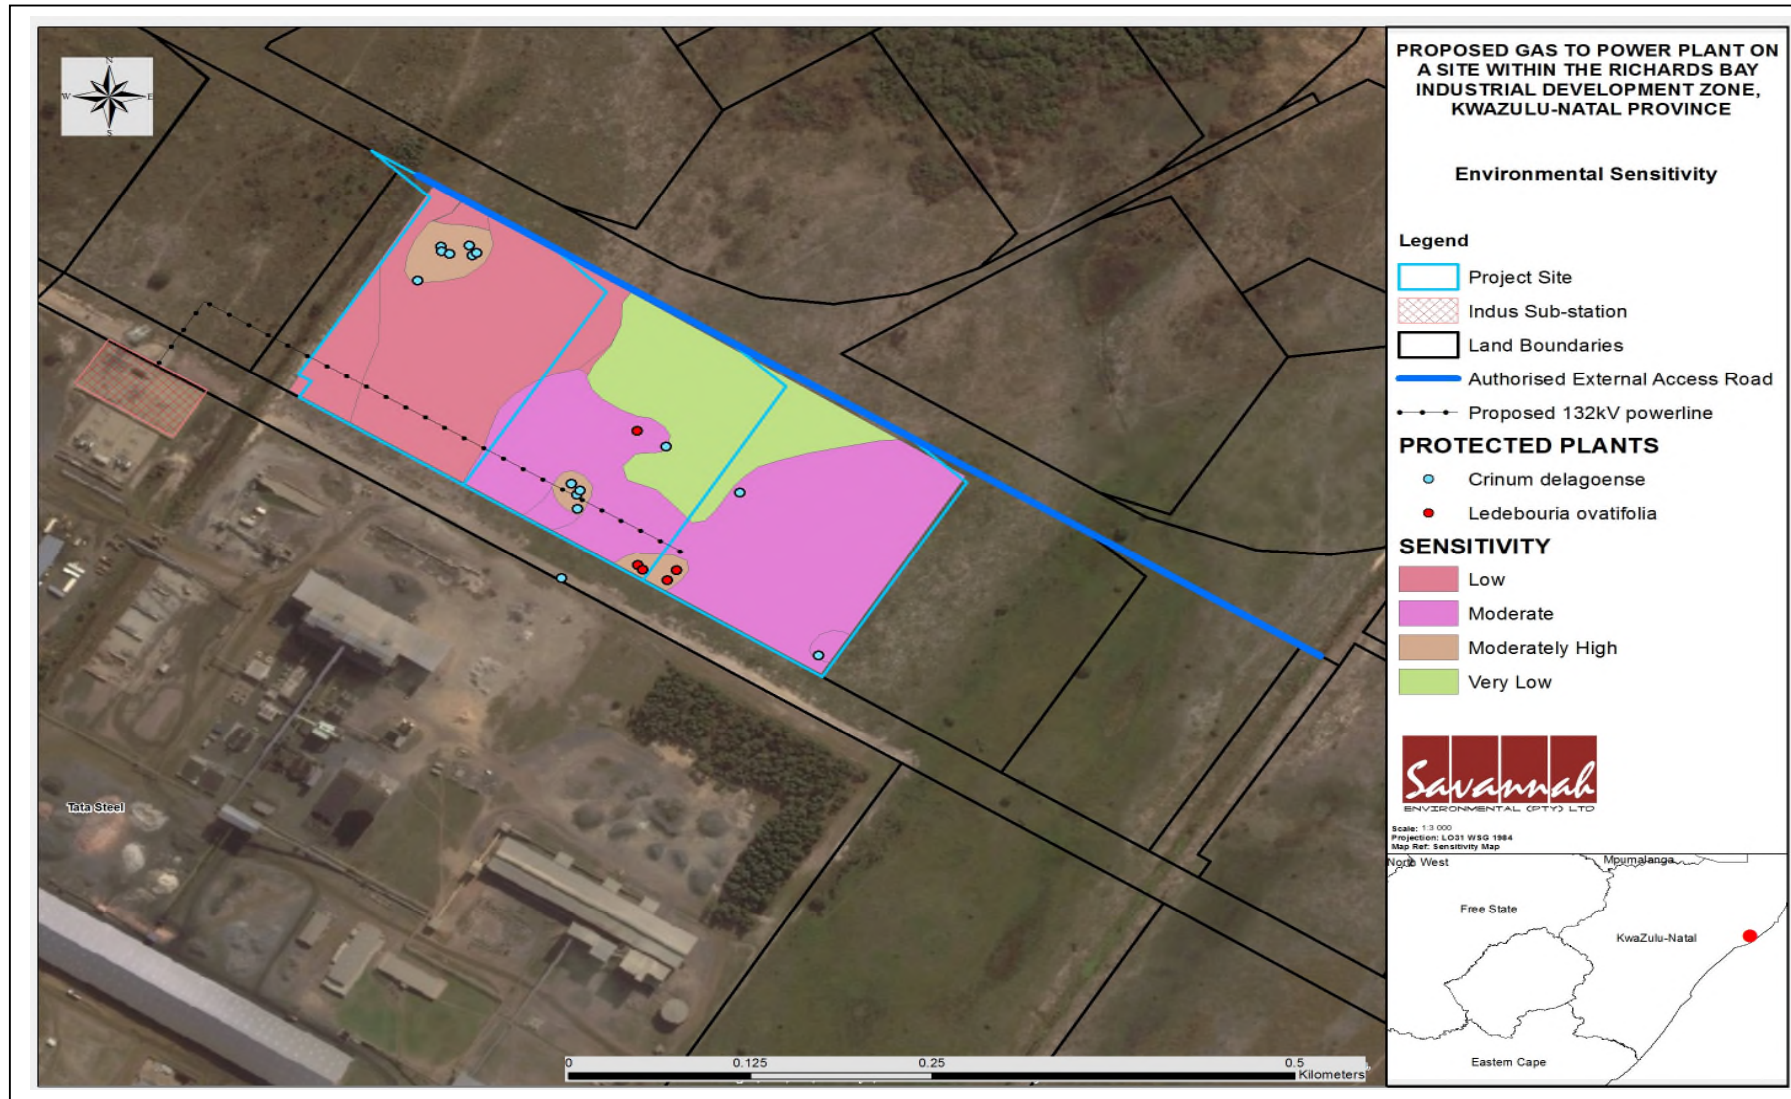 PROPOSED GAS TO POWER PLANT ON
A SITE WITHIN THE RICHARDS BAY
INDUSTRIAL DEVELOPMENT ZONE,
KWAZULU-NATAL PROVINCE
Environmental Sensitivity
Legend
Project Site
Indus Sub-station
Land Boundaries
Authorised External Access Road
Proposed 132kV powerline
PROTECTED PLANTS
Crinum delagoense
Ledebouria ovatifolia
SENSITIVITY
Low
Moderate
Moderately High
Very Low
Savannah
ENVIRONMENTAL (PTY) LTD
Scale: 1:3 000
Projection: LO31 WSG 1984
Map Ref: Sensitivity Map
North West
Mpumalanga
Free State
KwaZulu-Natal
Eastern Cape
N
W E
S
Tata Steel
0 0.125 0.25 0.5
Kilometers